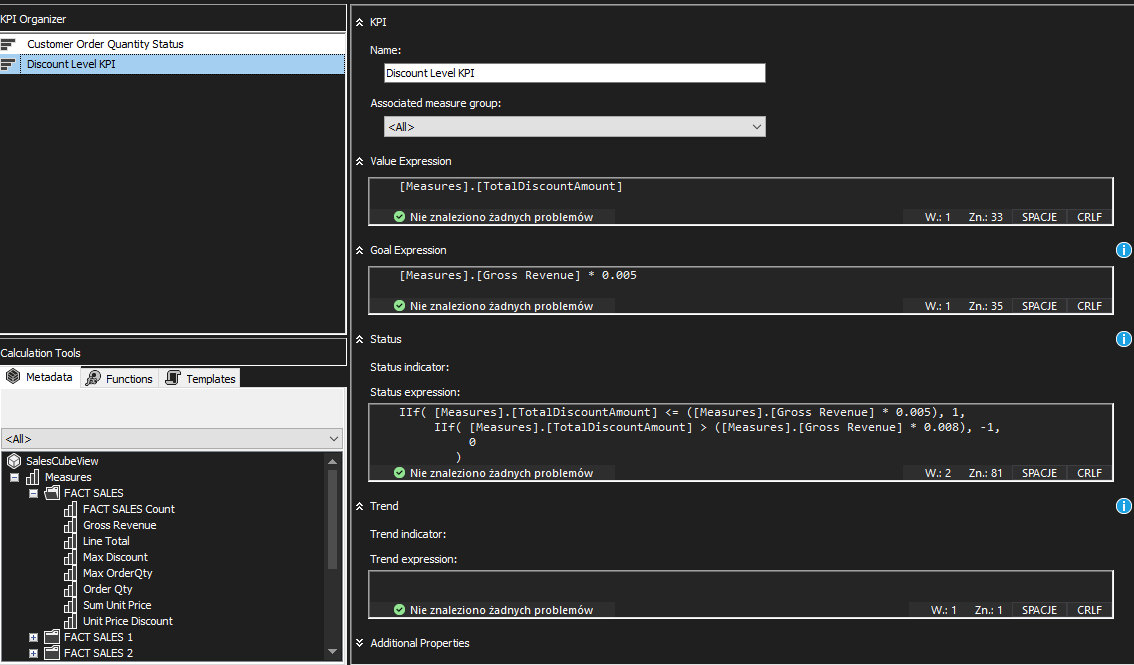 KPI Organizer
Customer Order Quantity Status
Discount Level KPI
Calculation Tools
Metadata Functions Templates
<All>
SalesCubeView
Measures
FACT SALES
FACT SALES Count
Gross Revenue
Line Total
Max Discount
Max OrderQty
Order Qty
Sum Unit Price
Unit Price Discount
FACT SALES 1
FACT SALES 2
KPI
Name:
Discount Level KPI
Associated measure group:
<All>
Value Expression
[Measures].[TotalDiscountAmount]
Nie znaleziono żadnych problemów W.: 1 Zn.: 33 SPACJE CRLF
Goal Expression
[Measures].[Gross Revenue] * 0.005
Nie znaleziono żadnych problemów W.: 1 Zn.: 35 SPACJE CRLF
Status
Status indicator:
Status expression:
IIf( [Measures].[TotalDiscountAmount] <= ([Measures].[Gross Revenue] * 0.005), 1,
IIf( [Measures].[TotalDiscountAmount] > ([Measures].[Gross Revenue] * 0.008), -1,
0
)
Nie znaleziono żadnych problemów W.: 2 Zn.: 81 SPACJE CRLF
Trend
Trend indicator:
Trend expression:
Nie znaleziono żadnych problemów W.: 1 Zn.: 1 SPACJE CRLF
Additional Properties